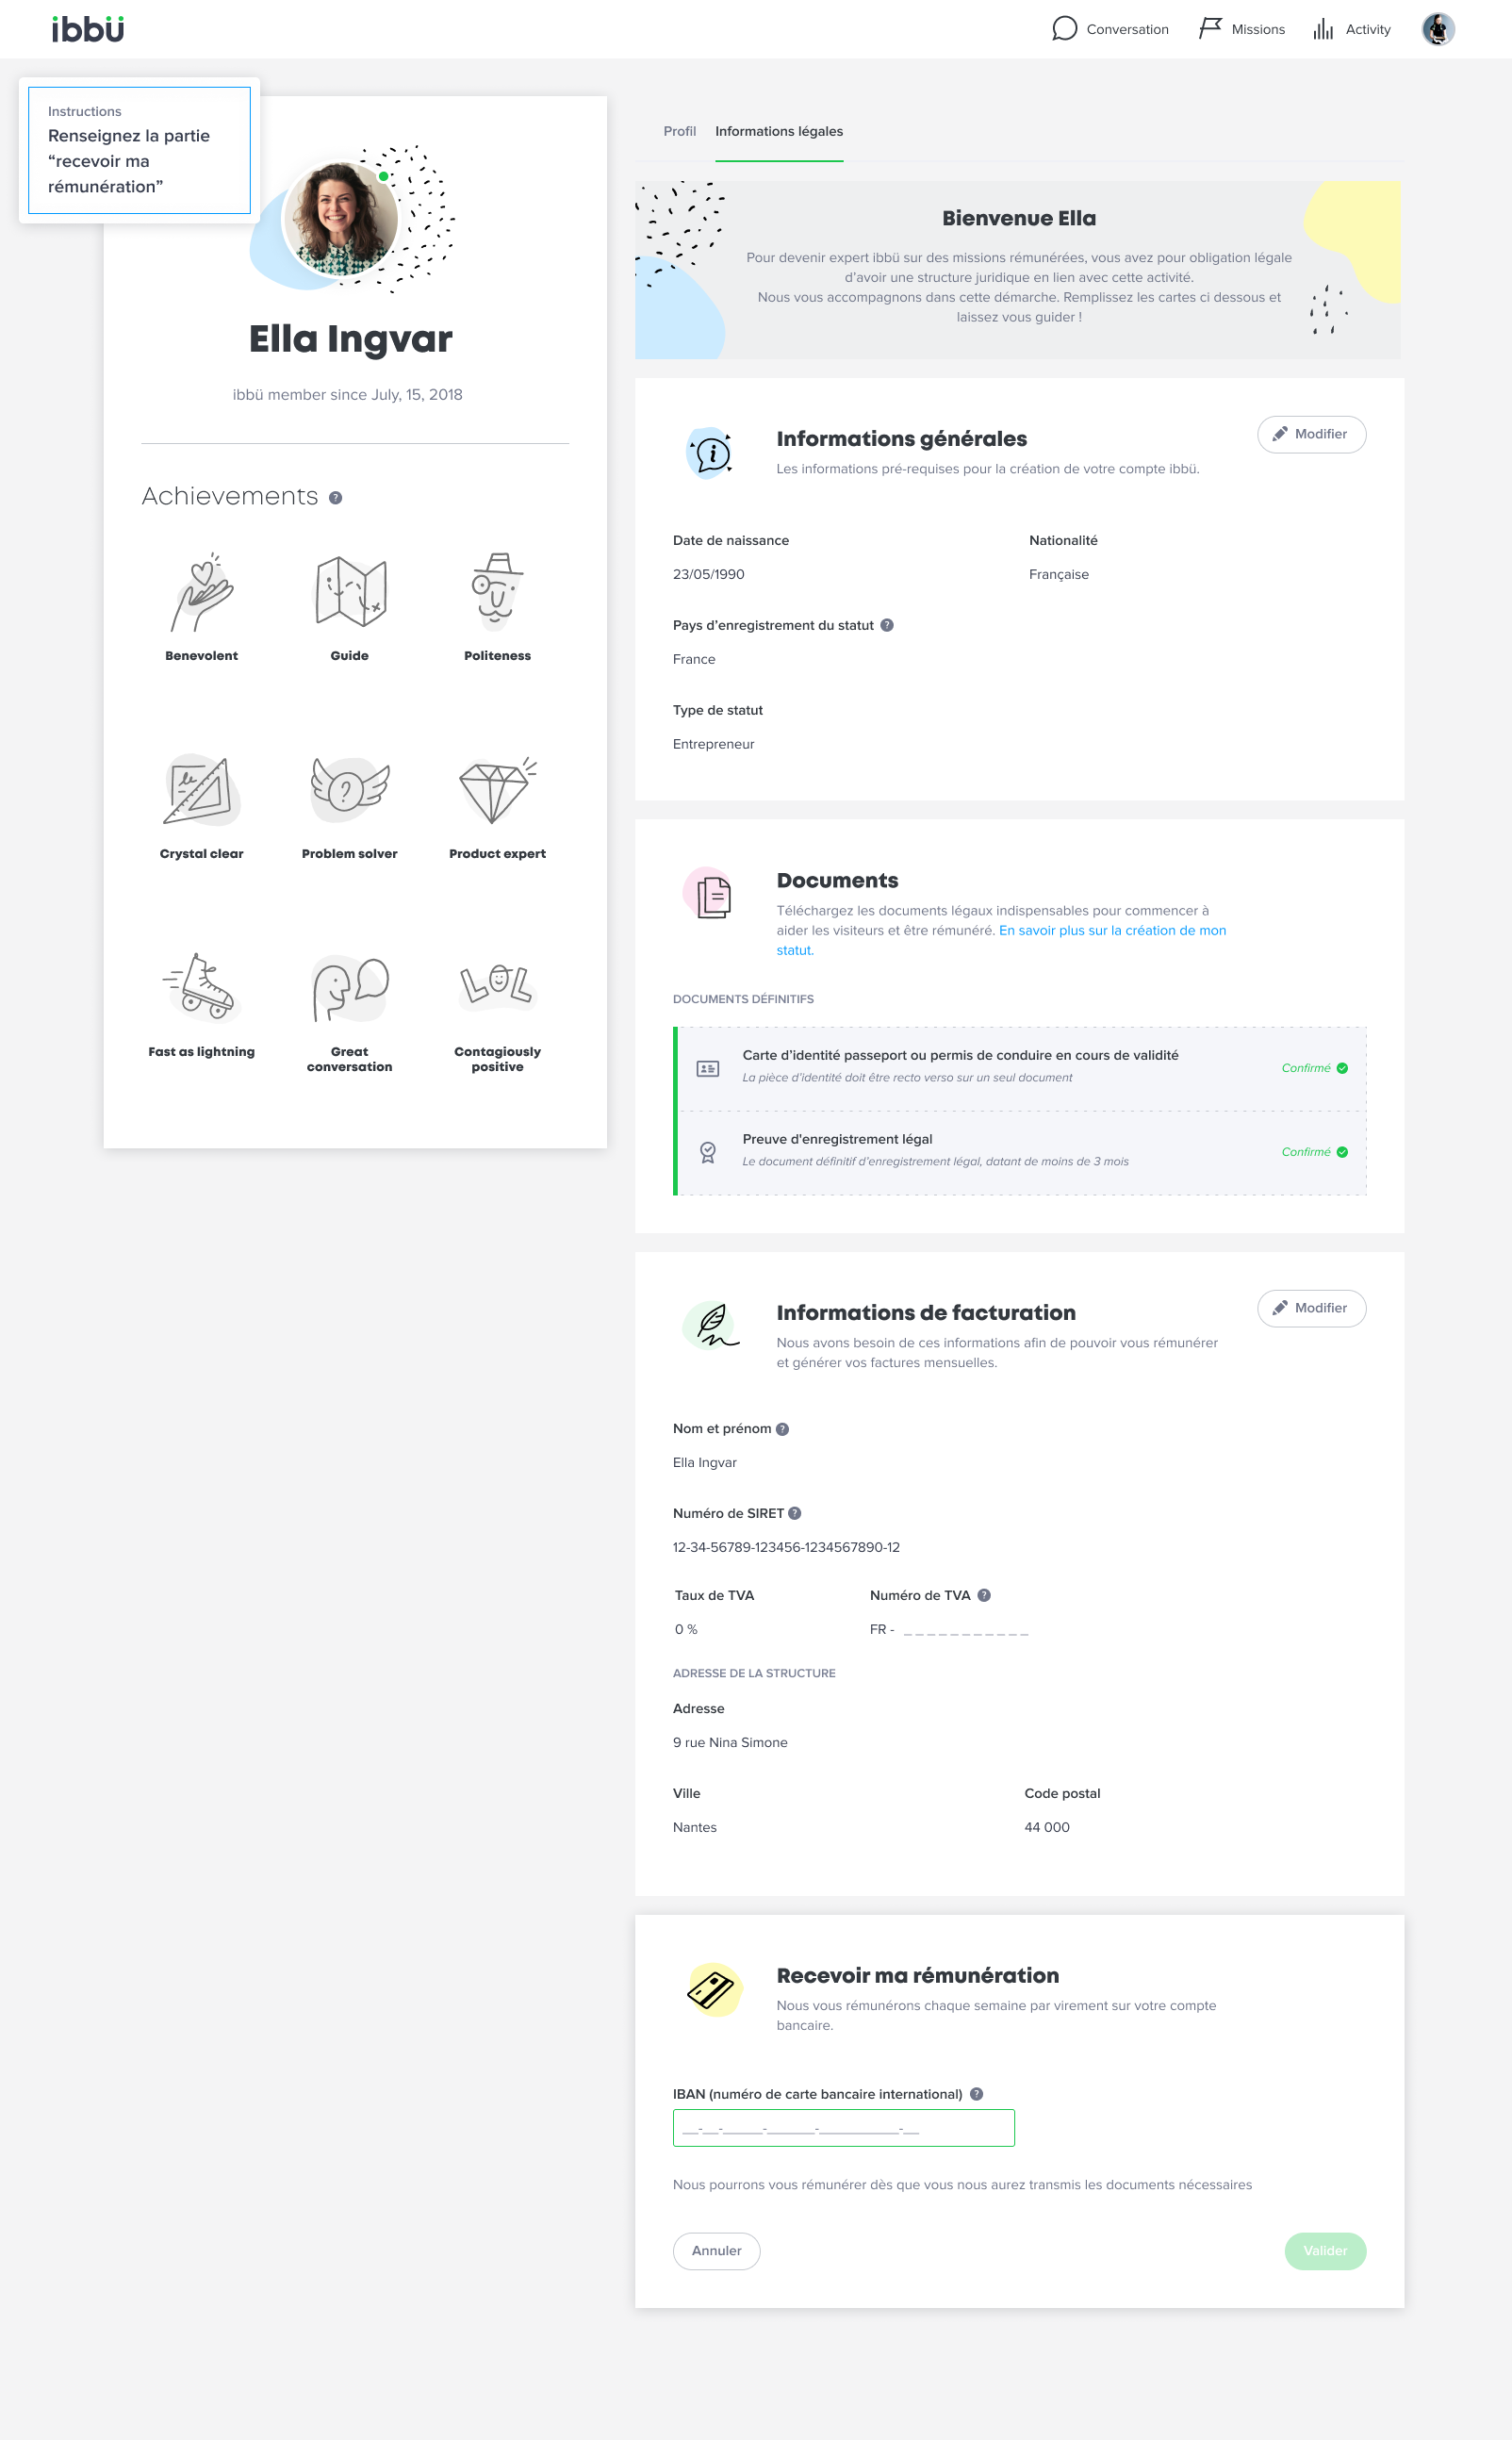 ibbü
Conversation
Missions
Activity
Instructions
Renseignez la partie
“recevoir ma
rémunération”
Ella Ingvar
ibbü member since July, 15, 2018
Achievements ?
Benevolent
Guide
Politeness
le
?
Crystal clear
Problem solver
Product expert
LOL
Fast as lightning
Great
conversation
Contagiously
positive
Profil
Informations légales
Bienvenue Ella
Pour devenir expert ibbü sur des missions rémunérées, vous avez pour obligation légale
d’avoir une structure juridique en lien avec cette activité.
Nous vous accompagnons dans cette démarche. Remplissez les cartes ci dessous et
laissez vous guider !
i
Informations générales
Modifier
Les informations pré-requises pour la création de votre compte ibbü.
Date de naissance
Nationalité
23/05/1990
Française
Pays d’enregistrement du statut ?
France
Type de statut
Entrepreneur
Documents
Téléchargez les documents légaux indispensables pour commencer à
aider les visiteurs et être rémunéré. En savoir plus sur la création de mon
statut.
DOCUMENTS DÉFINITIFS
Carte d’identité passeport ou permis de conduire en cours de validité
La pièce d’identité doit être recto verso sur un seul document
Confirmé
Preuve d'enregistrement légal
Le document définitif d’enregistrement légal, datant de moins de 3 mois
Confirmé
Informations de facturation
Modifier
Nous avons besoin de ces informations afin de pouvoir vous rémunérer
et générer vos factures mensuelles.
Nom et prénom ?
Ella Ingvar
Numéro de SIRET ?
12-34-56789-123456-1234567890-12
Taux de TVA
Numéro de TVA ?
0 %
FR - _ _ _ _ _ _ _ _ _ _ _
ADRESSE DE LA STRUCTURE
Adresse
9 rue Nina Simone
Ville
Code postal
Nantes
44 000
Recevoir ma rémunération
Nous vous rémunérons chaque semaine par virement sur votre compte
bancaire.
IBAN (numéro de carte bancaire international) ?
__-__-_____-______-__________-__
Nous pourrons vous rémunérer dès que vous nous aurez transmis les documents nécessaires
Annuler
Valider